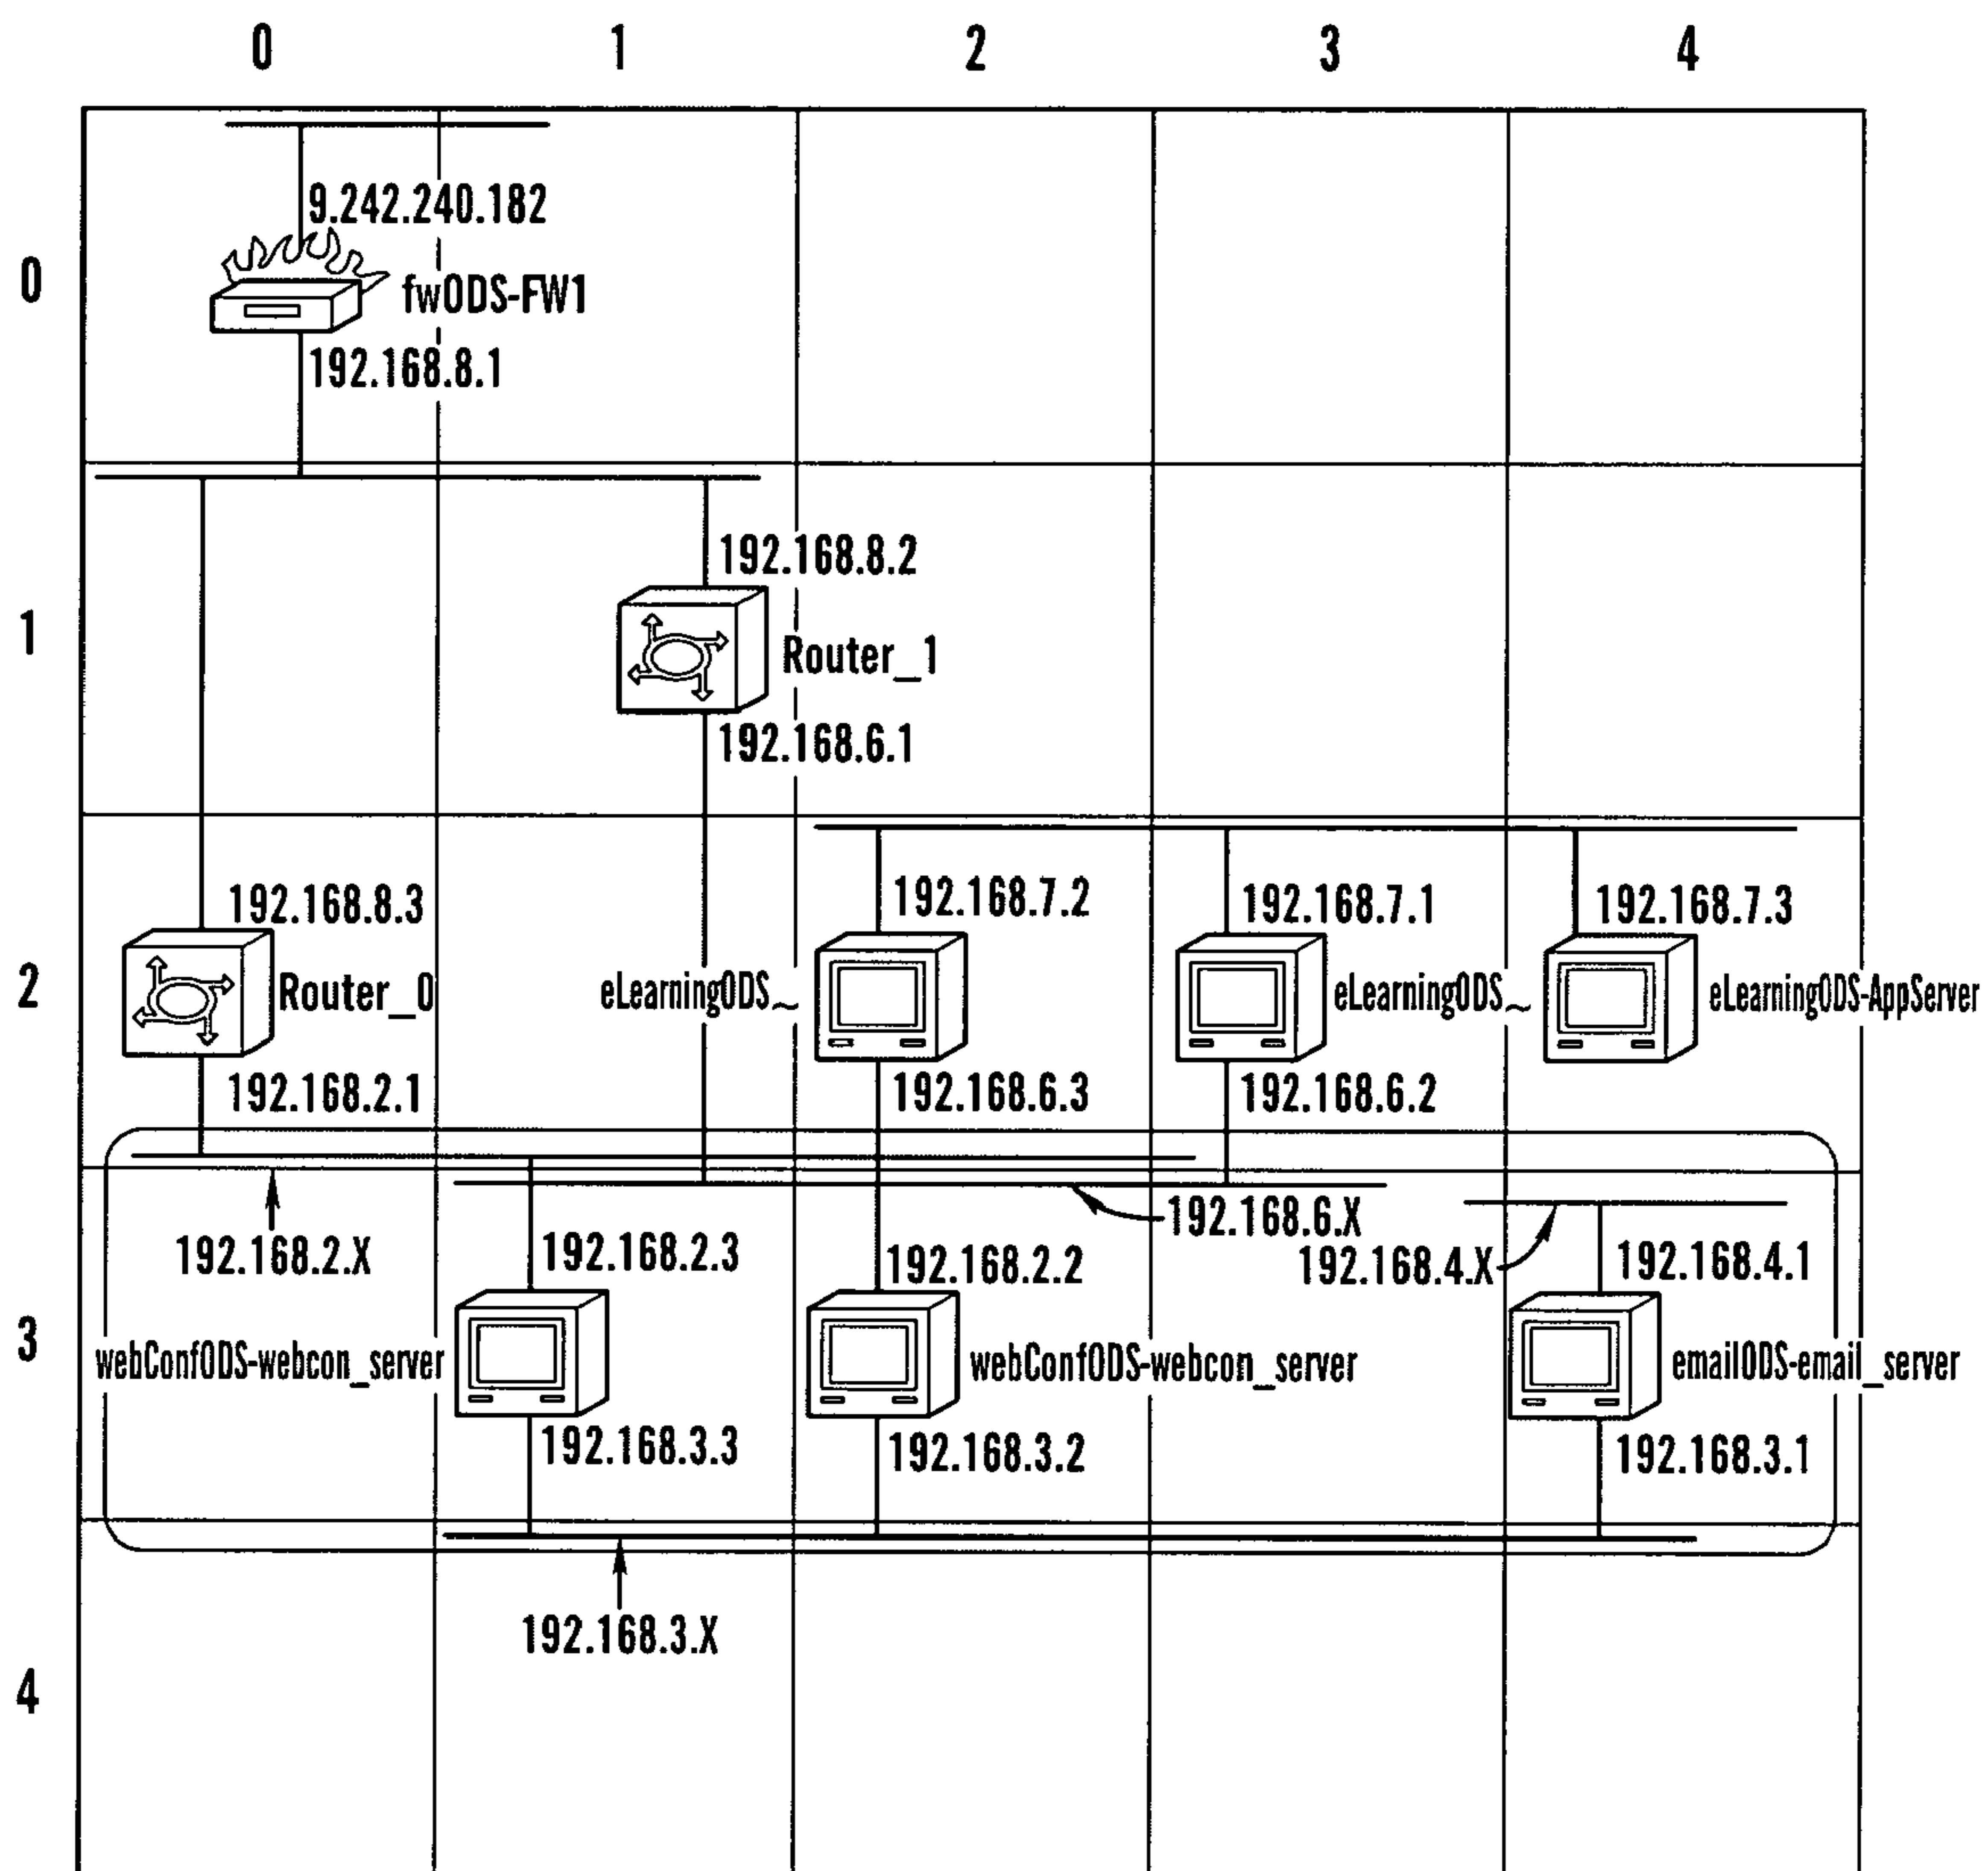 0 1 2 3 4
9.242.240.182
0
fwODS-FW1
192.168.8.1
192.168.8.2
1
Router_1
192.168.6.1
192.168.8.3
192.168.7.2
192.168.7.1
192.168.7.3
2
Router_0
eLearningODS~
eLearningODS~
eLearningODS-AppServer
192.168.2.1
192.168.6.3
192.168.6.2
192.168.6.X
192.168.2.X
192.168.2.3
192.168.2.2
192.168.4.X
192.168.4.1
3
webConfODS-webcon_server
webConfODS-webcon_server
emailODS-email_server
192.168.3.3
192.168.3.2
192.168.3.1
192.168.3.X
4